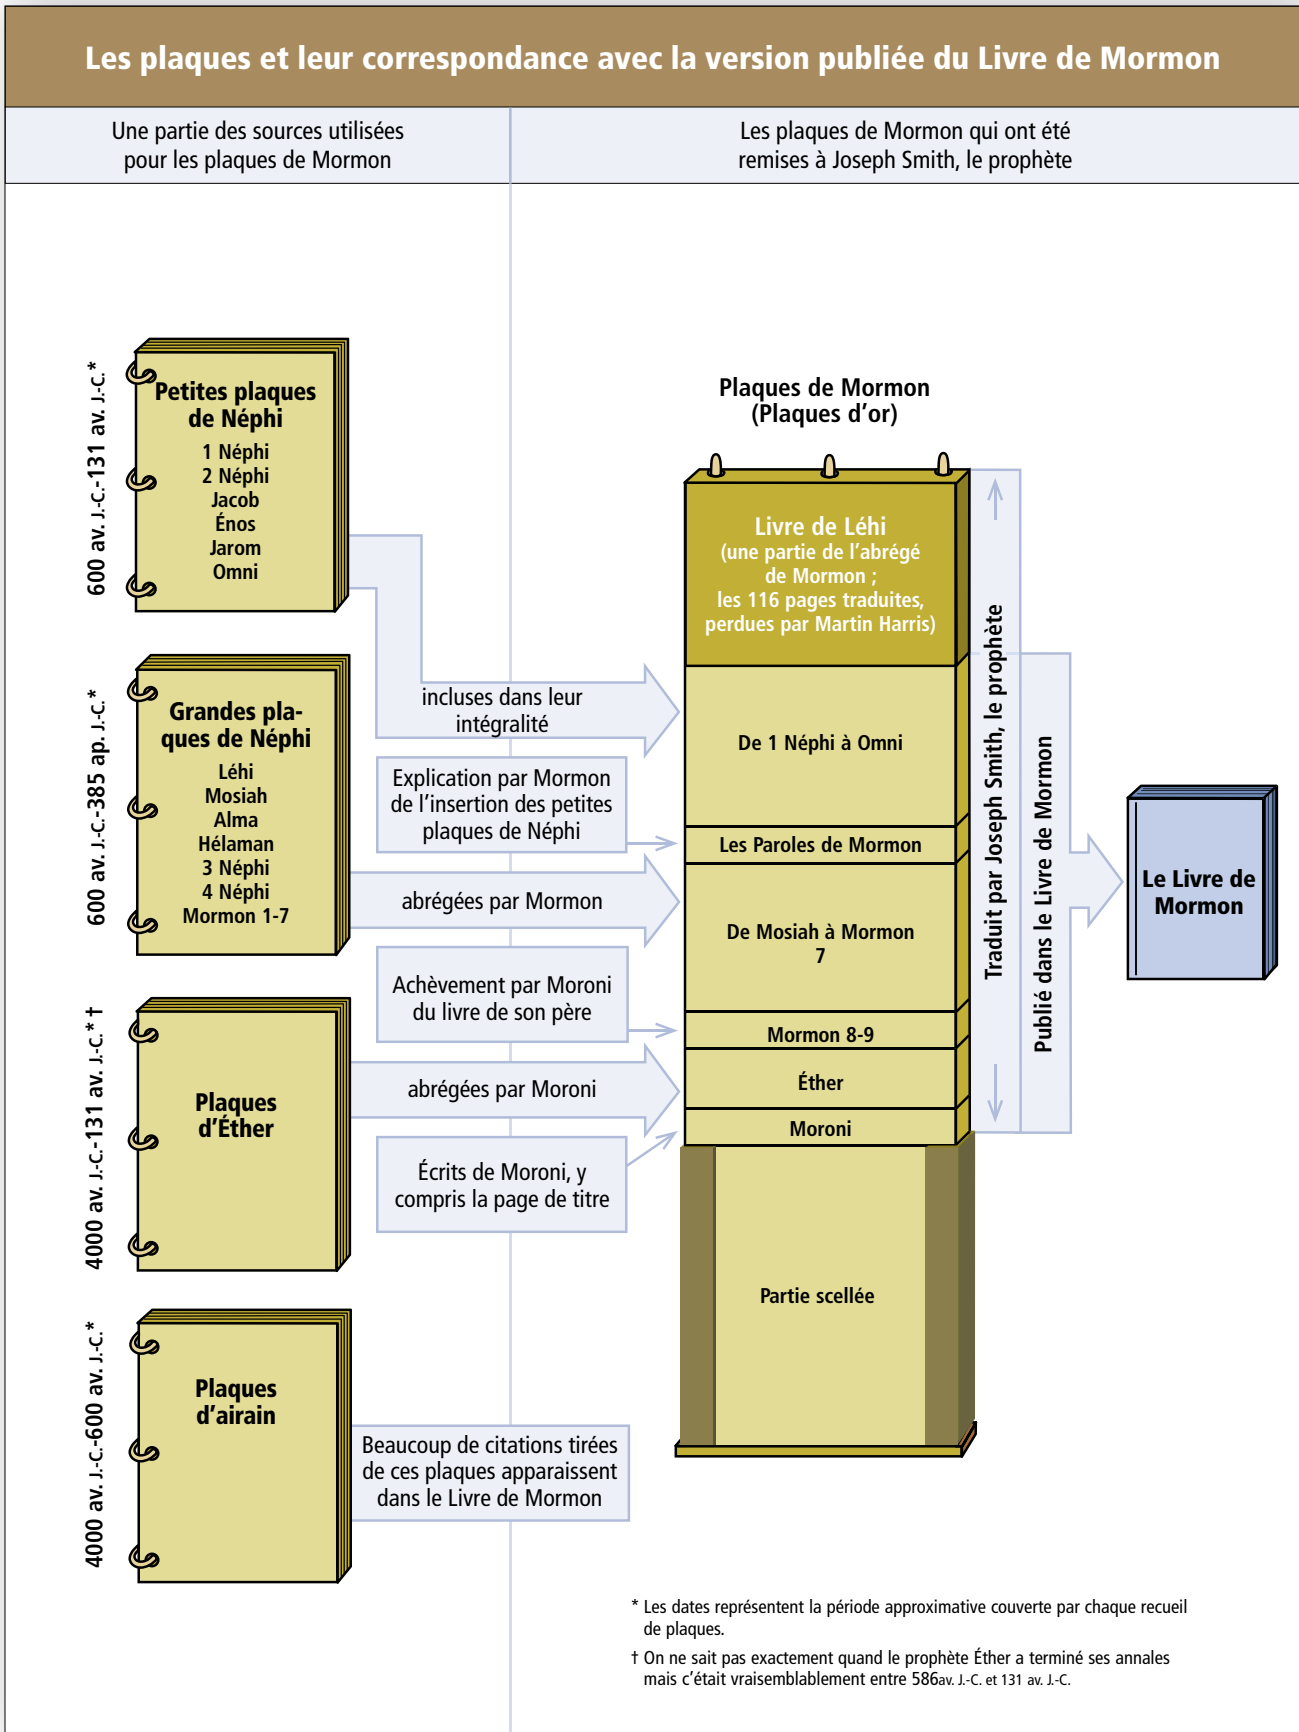 Les plaques et leur correspondance avec la version publiée du Livre de Mormon
Une partie des sources utilisées
pour les plaques de Mormon
Les plaques de Mormon qui ont été
remises à Joseph Smith, le prophète
600 av. J.-C.-131 av. J.-C.*
Petites plaques
de Néphi
1 Néphi
2 Néphi
Jacob
Énos
Jarom
Omni
600 av. J.-C.-385 ap. J.-C.*
Grandes pla-
ques de Néphi
Léhi
Mosiah
Alma
Hélaman
3 Néphi
4 Néphi
Mormon 1-7
4000 av. J.-C.-131 av. J.-C.*†
Plaques
d'Éther
4000 av. J.-C.-600 av. J.-C.*
Plaques
d'airain
incluses dans leur
intégralité
Explication par Mormon
de l'insertion des petites
plaques de Néphi
abrégées par Mormon
Achèvement par Moroni
du livre de son père
abrégées par Moroni
Écrits de Moroni, y
compris la page de titre
Beaucoup de citations tirées
de ces plaques apparaissent
dans le Livre de Mormon
Plaques de Mormon
(Plaques d'or)
Livre de Léhi
(une partie de l'abrégé
de Mormon ;
les 116 pages traduites,
perdues par Martin Harris)
De 1 Néphi à Omni
Les Paroles de Mormon
De Mosiah à Mormon
7
Mormon 8-9
Éther
Moroni
Partie scellée
Traduit par Joseph Smith, le prophète
Publié dans le Livre de Mormon
Le Livre de
Mormon
* Les dates représentent la période approximative couverte par chaque recueil
de plaques.
† On ne sait pas exactement quand le prophète Éther a terminé ses annales
mais c'était vraisemblablement entre 586av. J.-C. et 131 av. J.-C.